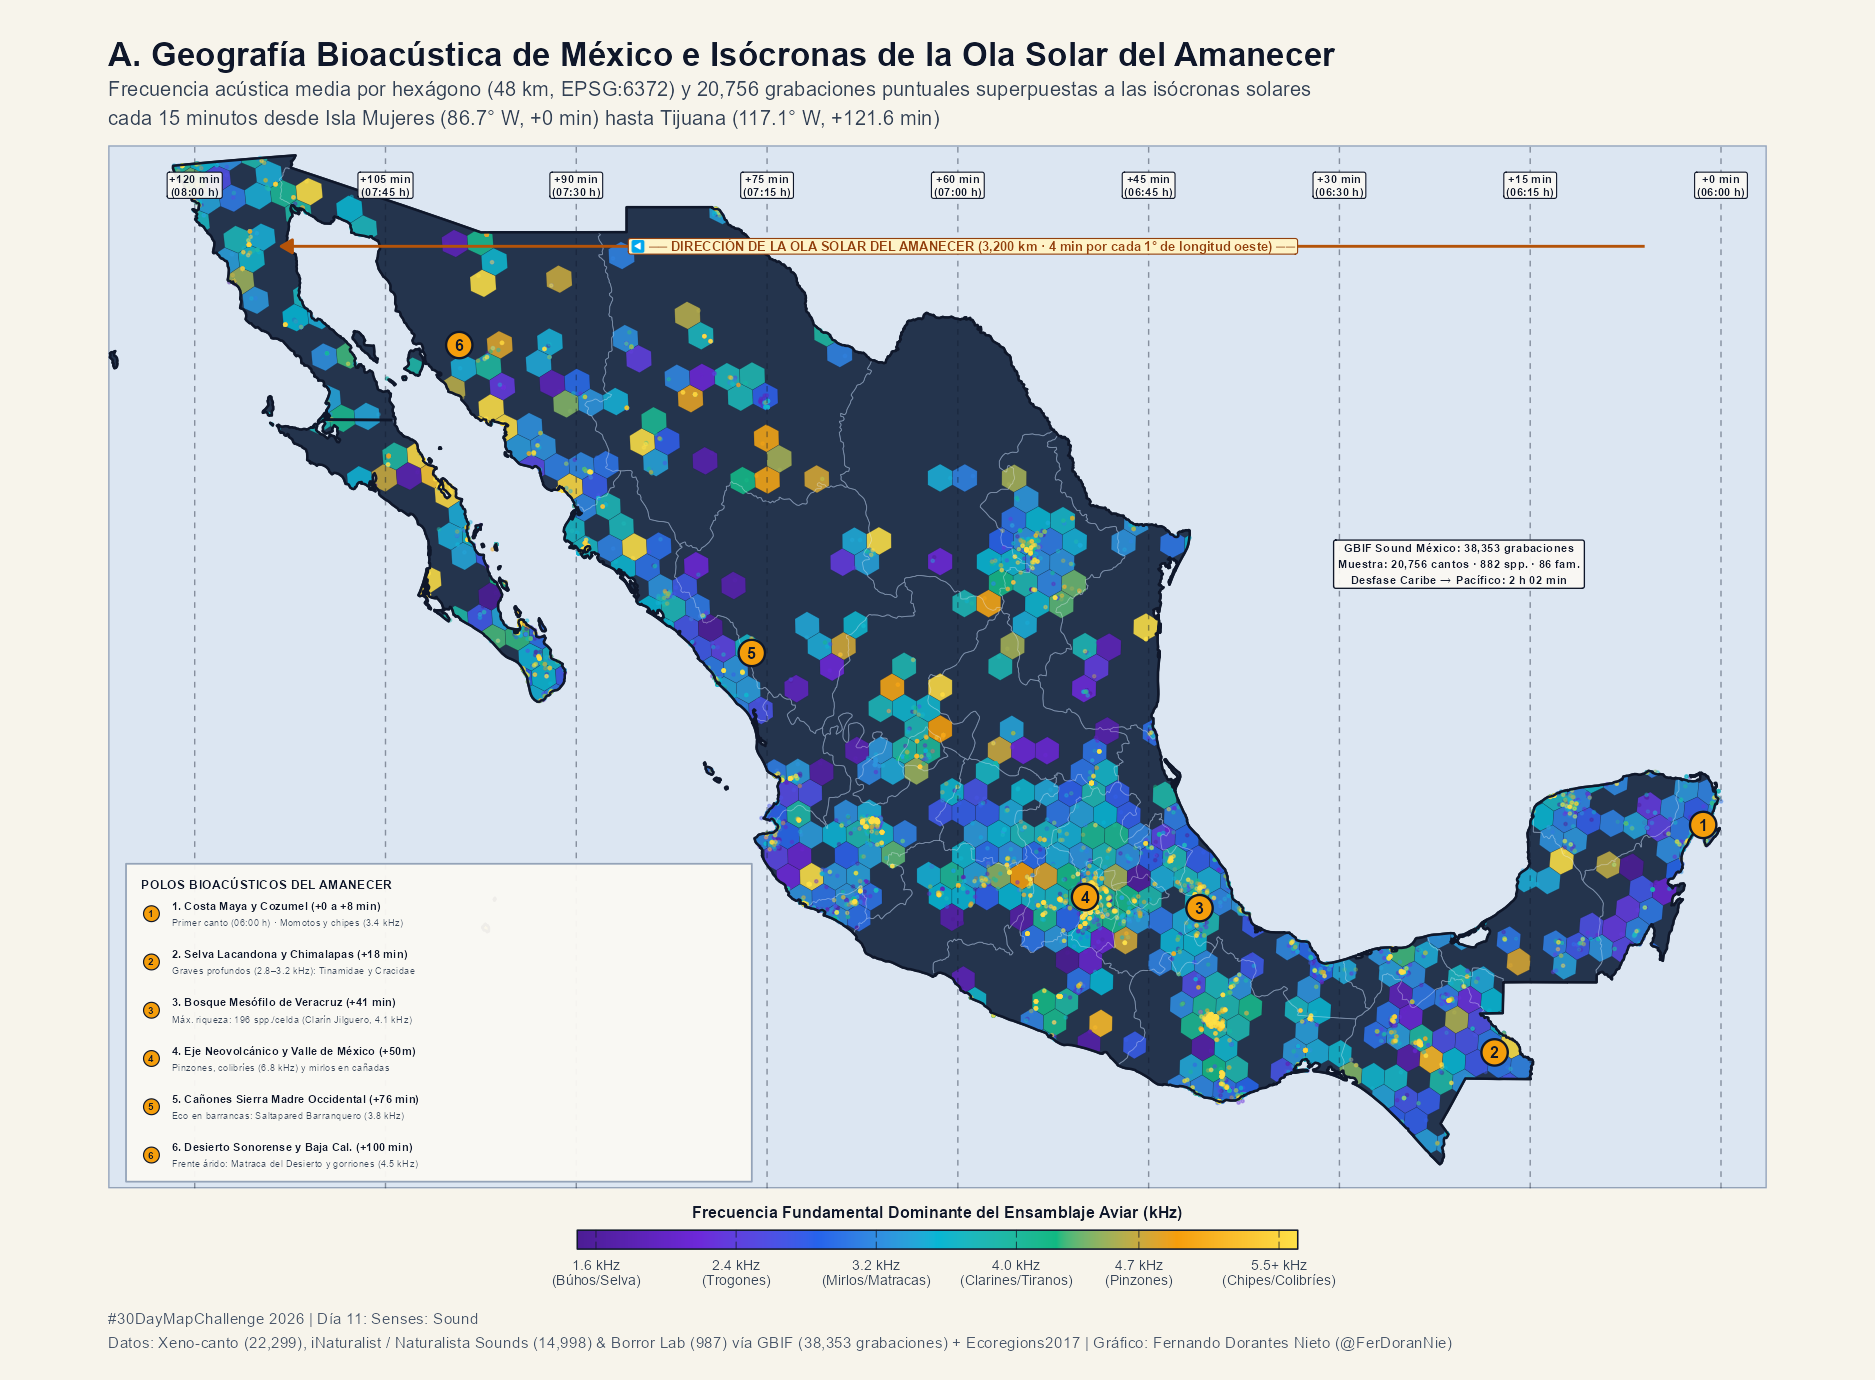 A. Geografía Bioacústica de México e Isócronas de la Ola Solar del Amanecer
Frecuencia acústica media por hexágono (48 km, EPSG:6372) y 20,756 grabaciones puntuales superpuestas a las isócronas solares
cada 15 minutos desde Isla Mujeres (86.7° W, +0 min) hasta Tijuana (117.1° W, +121.6 min)
+120 min
(08:00 h)
+105 min
(07:45 h)
+90 min
(07:30 h)
+75 min
(07:15 h)
+60 min
(07:00 h)
+45 min
(06:45 h)
+30 min
(06:30 h)
+15 min
(06:15 h)
+0 min
(06:00 h)
◀ —— DIRECCIÓN DE LA OLA SOLAR DEL AMANECER (3,200 km · 4 min por cada 1° de longitud oeste) ——
6
GBIF Sound México: 38,353 grabaciones
Muestra: 20,756 cantos · 882 spp. · 86 fam.
Desfase Caribe → Pacífico: 2 h 02 min
5
1
4
3
2
POLOS BIOACÚSTICOS DEL AMANECER
1
1. Costa Maya y Cozumel (+0 a +8 min)
Primer canto (06:00 h) · Momotos y chipes (3.4 kHz)
2
2. Selva Lacandona y Chimalapas (+18 min)
Graves profundos (2.8–3.2 kHz): Tinamidae y Cracidae
3
3. Bosque Mesófilo de Veracruz (+41 min)
Máx. riqueza: 196 spp./celda (Clarín Jilguero, 4.1 kHz)
4
4. Eje Neovolcánico y Valle de México (+50m)
Pinzones, colibríes (6.8 kHz) y mirlos en cañadas
5
5. Cañones Sierra Madre Occidental (+76 min)
Eco en barrancas: Saltapared Barranquero (3.8 kHz)
6
6. Desierto Sonorense y Baja Cal. (+100 min)
Frente árido: Matraca del Desierto y gorriones (4.5 kHz)
Frecuencia Fundamental Dominante del Ensamblaje Aviar (kHz)
1.6 kHz
(Búhos/Selva)
2.4 kHz
(Trogones)
3.2 kHz
(Mirlos/Matracas)
4.0 kHz
(Clarines/Tiranos)
4.7 kHz
(Pinzones)
5.5+ kHz
(Chipes/Colibríes)
#30DayMapChallenge 2026 | Día 11: Senses: Sound
Datos: Xeno-canto (22,299), iNaturalist / Naturalista Sounds (14,998) & Borror Lab (987) vía GBIF (38,353 grabaciones) + Ecoregions2017 | Gráfico: Fernando Dorantes Nieto (@FerDoranNie)